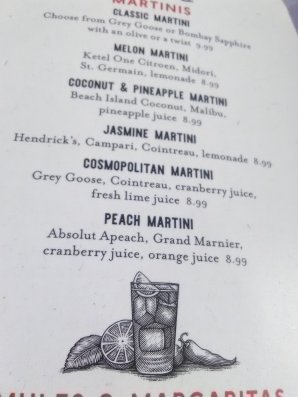 MARTINIS
CLASSIC MARTINI
Choose from Grey Goose or Bombay Sapphire
with an olive or a twist 9.99
MELON MARTINI
Ketel One Citroen, Midori,
St. Germain, lemonade 8.99
COCONUT & PINEAPPLE MARTINI
Beach Island Coconut, Malibu,
pineapple juice 8.99
JASMINE MARTINI
Hendrick's, Campari, Cointreau, lemonade 8.99
COSMOPOLITAN MARTINI
Grey Goose, Cointreau, cranberry juice,
fresh lime juice 8.99
PEACH MARTINI
Absolut Apeach, Grand Marnier,
cranberry juice, orange juice 8.99
MULES & MARGARITAS